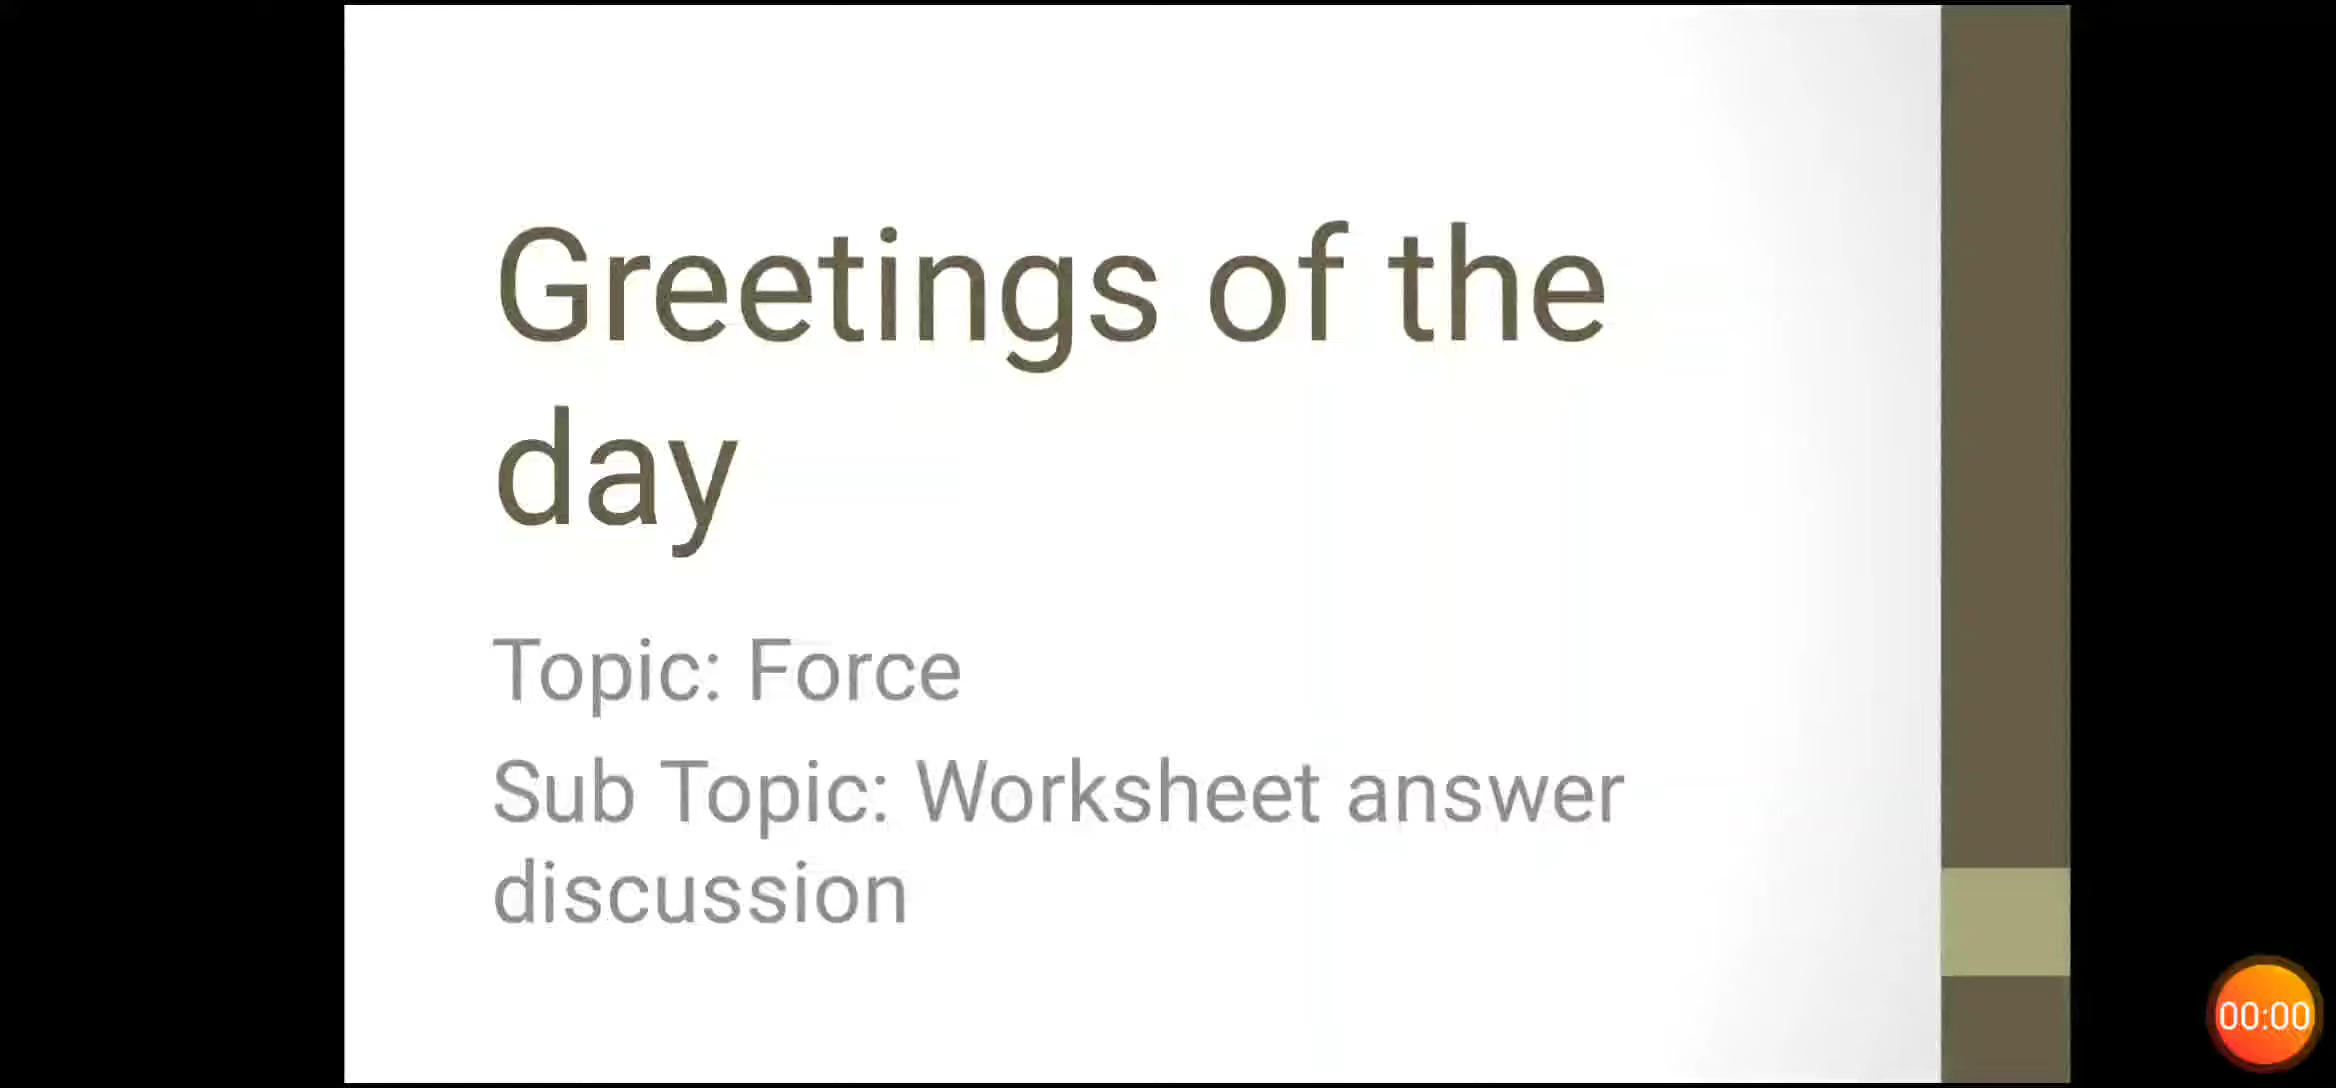 Greetings of the
day
Topic: Force
Sub Topic: Worksheet answer
discussion
00:00